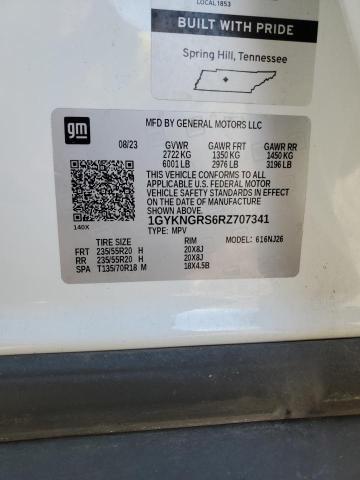 LOCAL 1853
BUILT WITH PRIDE
Spring Hill, Tennessee
gm
MFD BY GENERAL MOTORS LLC
08/23 GVWR GAWR FRT GAWR RR
2722 KG 1350 KG 1450 KG
6001 LB 2976 LB 3196 LB
THIS VEHICLE CONFORMS TO ALL
APPLICABLE U.S. FEDERAL MOTOR
VEHICLE SAFETY STANDARDS IN EFFECT
ON THE DATE OF MANUFACTURE
SHOWN ABOVE.
1GYKNGRS6RZ707341
TYPE: MPV
140X
TIRE SIZE RIM MODEL: 616NJ26
FRT 235/55R20 H 20X8J
RR 235/55R20 H 20X8J
SPA T135/70R18 M 18X4.5B